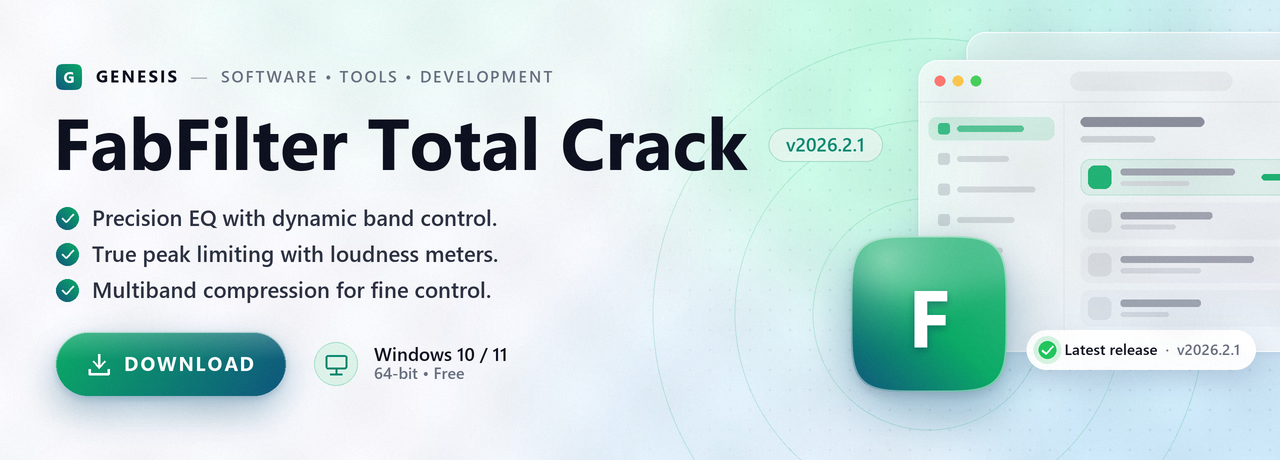 G GENESIS — SOFTWARE • TOOLS • DEVELOPMENT
FabFilter Total Crack v2026.2.1
Precision EQ with dynamic band control.
True peak limiting with loudness meters.
Multiband compression for fine control.
DOWNLOAD
Windows 10 / 11
64-bit • Free
F
Latest release · v2026.2.1